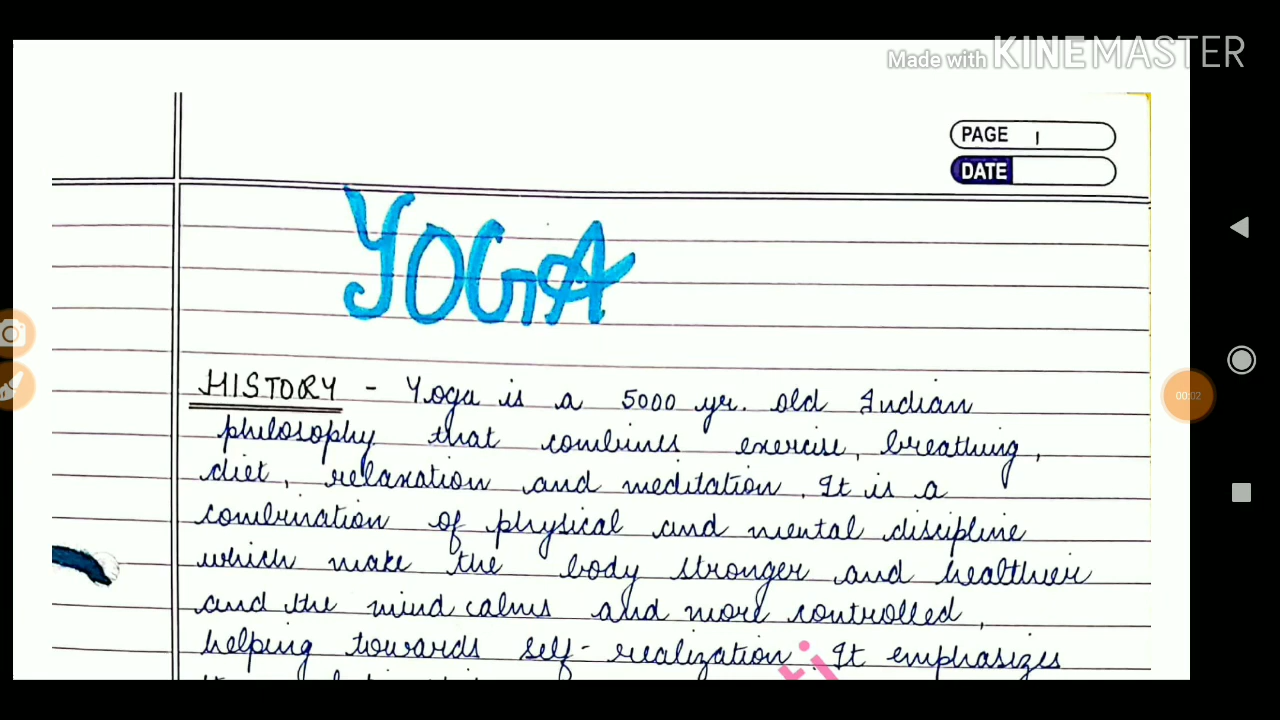 Made with KINEMASTER
PAGE 1
DATE
YOGA
HISTORY - Yoga is a 5000 yr. old Indian
philosophy that combines exercise, breathing,
diet, relaxation and meditation. It is a
combination of physical and mental discipline
which make the body stronger and healthier
and the mind calms and more controlled,
helping towards self-realization. It emphasizes
00:02